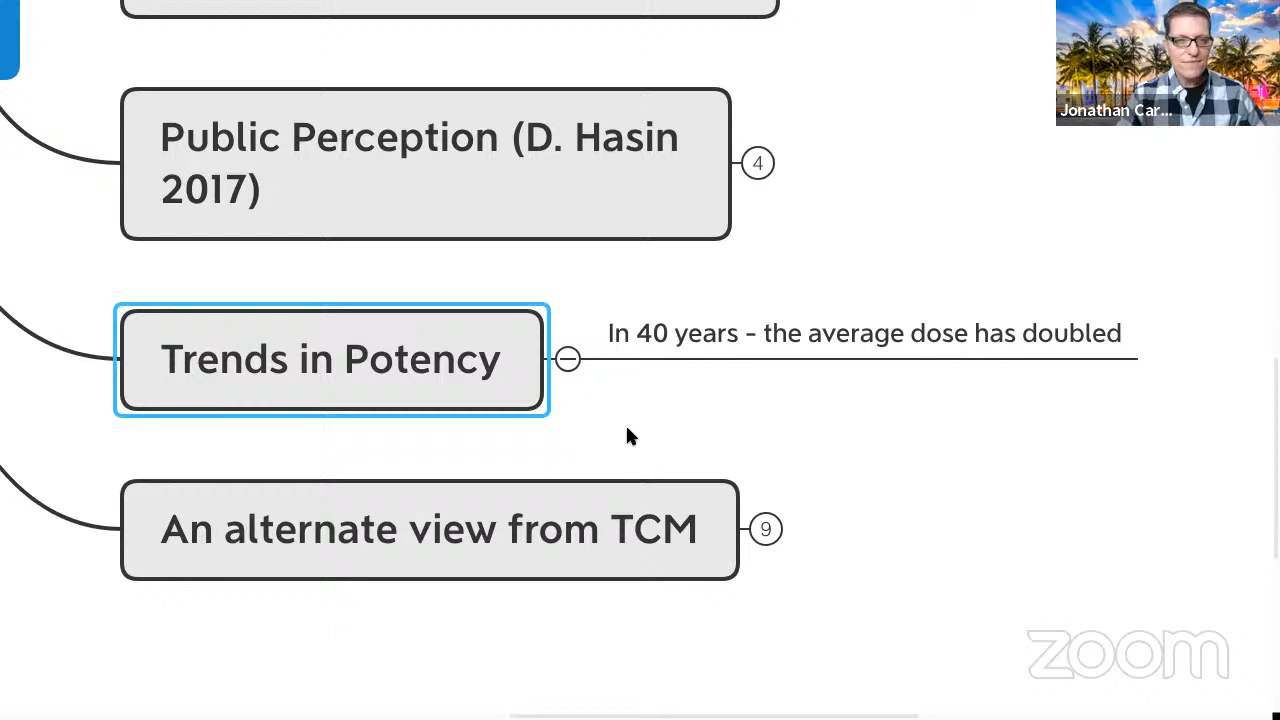 Jonathan Car...
Public Perception (D. Hasin
2017)
4
Trends in Potency
In 40 years - the average dose has doubled
An alternate view from TCM
9
zoom